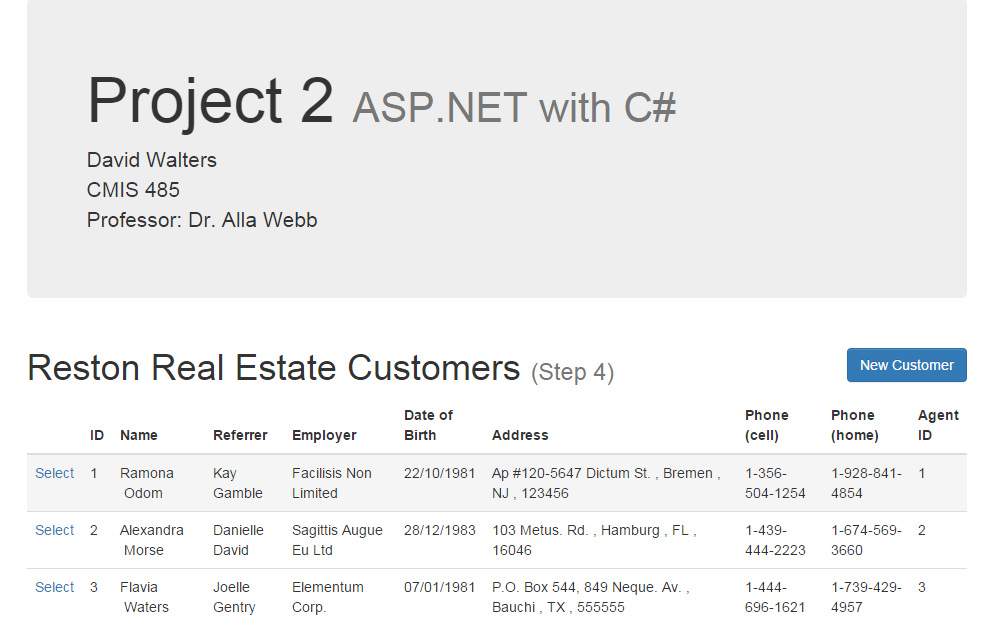 Project 2 ASP.NET with C#
David Walters
CMIS 485
Professor: Dr. Alla Webb
Reston Real Estate Customers (Step 4)
New Customer
ID Name Referrer Employer Date of Birth Address Phone (cell) Phone (home) Agent ID
Select 1 Ramona Odom Kay Gamble Facilisis Non Limited 22/10/1981 Ap #120-5647 Dictum St. , Bremen , NJ , 123456 1-356-504-1254 1-928-841-4854 1
Select 2 Alexandra Morse Danielle David Sagittis Augue Eu Ltd 28/12/1983 103 Metus. Rd. , Hamburg , FL , 16046 1-439-444-2223 1-674-569-3660 2
Select 3 Flavia Waters Joelle Gentry Elementum Corp. 07/01/1981 P.O. Box 544, 849 Neque. Av. , Bauchi , TX , 555555 1-444-696-1621 1-739-429-4957 3